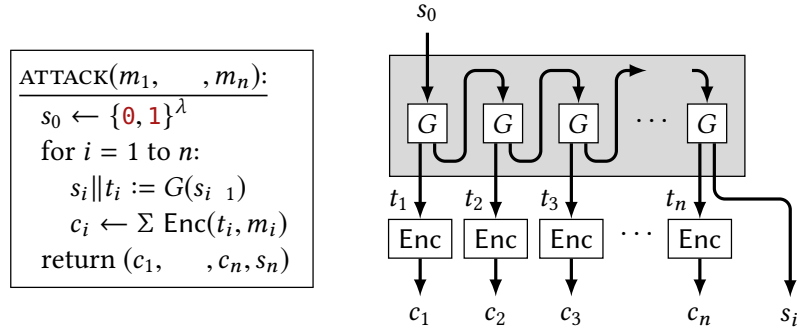 ATTACK(m₁, , mₙ):
s₀ ← {0, 1}^λ
for i = 1 to n:
sᵢ‖tᵢ := G(sᵢ ₁)
cᵢ ← Σ Enc(tᵢ, mᵢ)
return (c₁, , cₙ, sₙ)
s₀
G G G ··· G
t₁ t₂ t₃ tₙ
Enc Enc Enc ··· Enc
c₁ c₂ c₃ cₙ sᵢ